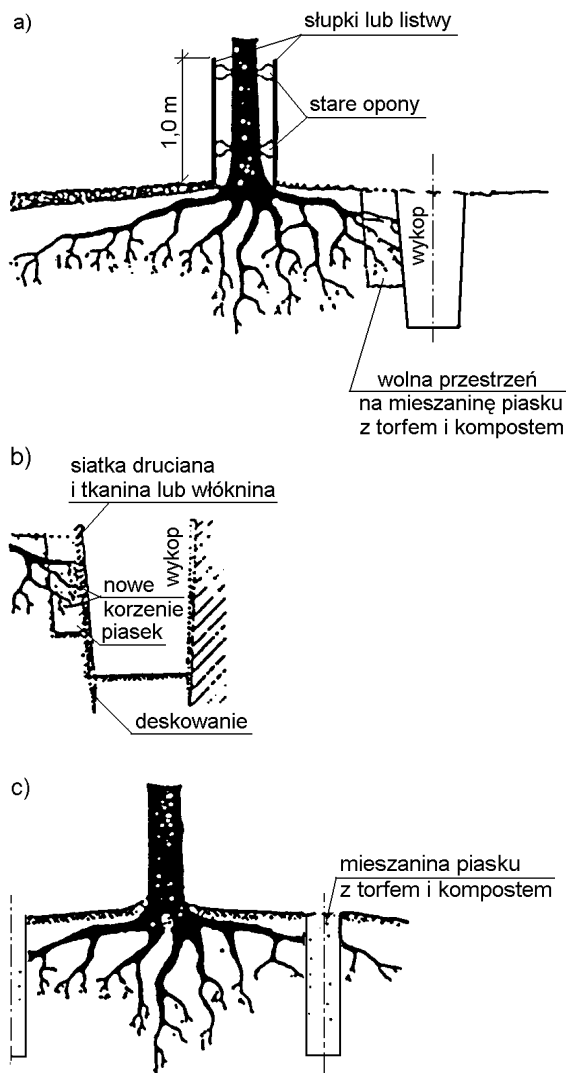 a)
słupki lub listwy
stare opony
1,0 m
wykop
wolna przestrzeń
na mieszaninę piasku
z torfem i kompostem
b)
siatka druciana
i tkanina lub włóknina
wykop
nowe
korzenie
piasek
deskowanie
c)
mieszanina piasku
z torfem i kompostem